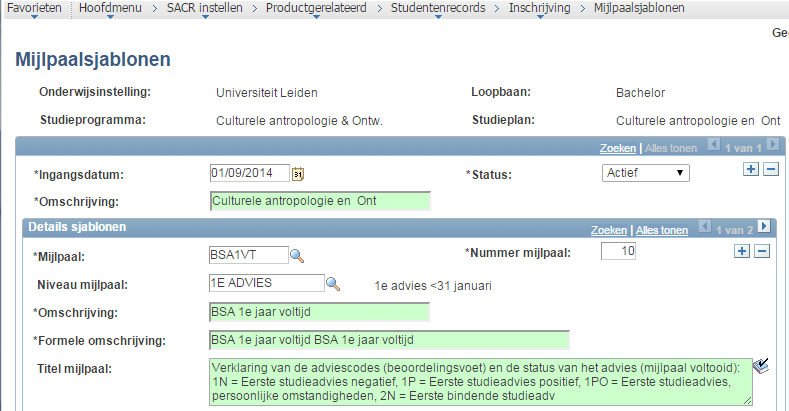 Favorieten Hoofdmenu > SACR instellen > Productgerelateerd > Studentenrecords > Inschrijving > Mijlpaalsjablonen
Ge
Mijlpaalsjablonen
Onderwijsinstelling: Universiteit Leiden Loopbaan: Bachelor
Studieprogramma: Culturele antropologie & Ontw. Studieplan: Culturele antropologie en Ont
Zoeken | Alles tonen 1 van 1
*Ingangsdatum: 01/09/2014 31 *Status: Actief
*Omschrijving: Culturele antropologie en Ont
Details sjablonen Zoeken | Alles tonen 1 van 2
*Mijlpaal: BSA1VT *Nummer mijlpaal: 10
Niveau mijlpaal: 1E ADVIES 1e advies <31 januari
*Omschrijving: BSA 1e jaar voltijd
*Formele omschrijving: BSA 1e jaar voltijd BSA 1e jaar voltijd
Titel mijlpaal: Verklaring van de adviescodes (beoordelingsvoet) en de status van het advies (mijlpaal voltooid):
1N = Eerste studieadvies negatief, 1P = Eerste studieadvies positief, 1PO = Eerste studieadvies,
persoonlijke omstandigheden, 2N = Eerste bindende studieadv